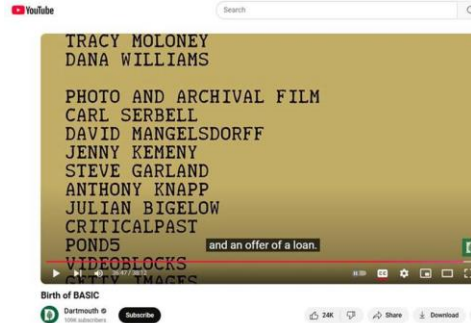 YouTube
Search
TRACY MOLONEY
DANA WILLIAMS
PHOTO AND ARCHIVAL FILM
CARL SERBELL
DAVID MANGELSDORFF
JENNY KEMENY
STEVE GARLAND
ANTHONY KNAPP
JULIAN BIGELOW
CRITICALPAST
POND5
and an offer of a loan.
VIDEOBLOCKS
GETTY IMAGES
Birth of BASIC
Dartmouth
Subscribe
24K
Share
Download